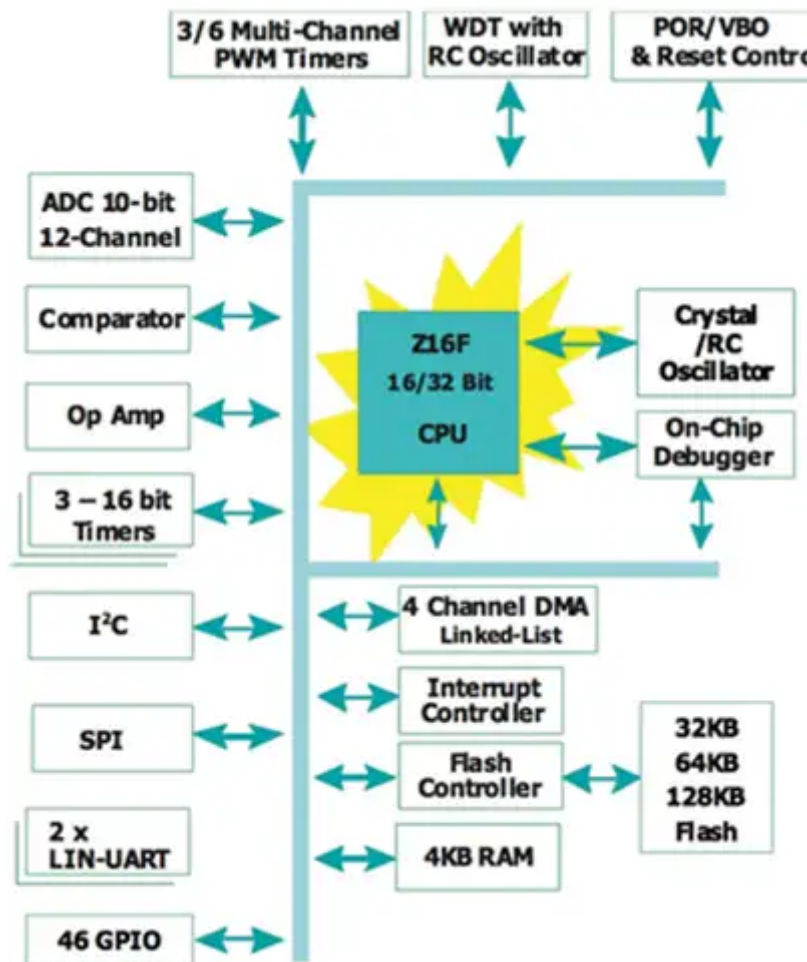 3/6 Multi-Channel
PWM Timers
WDT with
RC Oscillator
POR/VBO
& Reset Contro
ADC 10-bit
12-Channel
Comparator
Op Amp
3 – 16 bit
Timers
I²C
SPI
2 x
LIN-UART
46 GPIO
Z16F
16/32 Bit
CPU
Crystal
/RC
Oscillator
On-Chip
Debugger
4 Channel DMA
Linked-List
Interrupt
Controller
Flash
Controller
4KB RAM
32KB
64KB
128KB
Flash